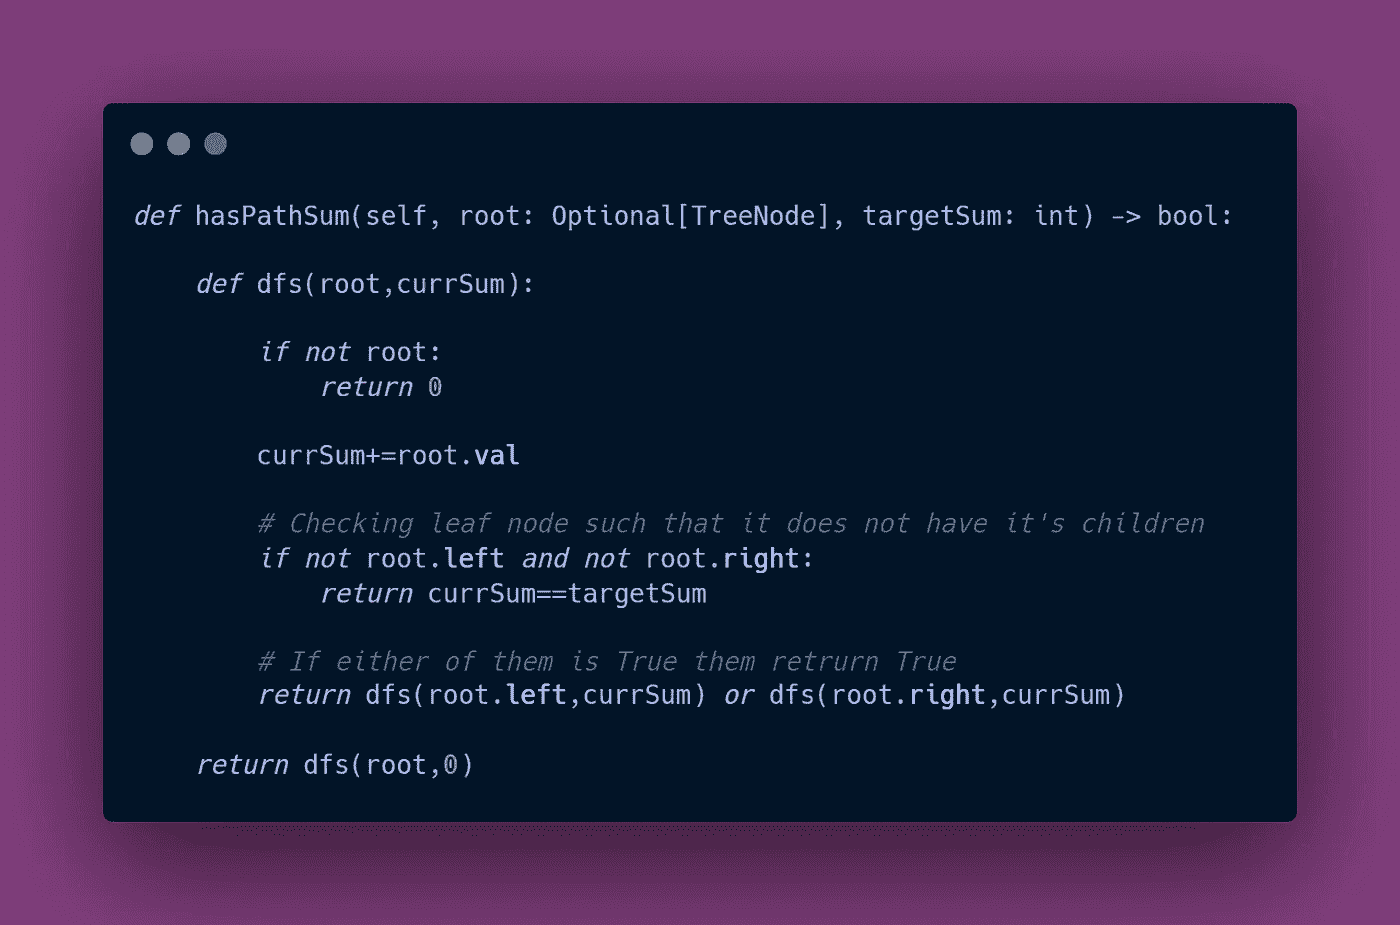 def hasPathSum(self, root: Optional[TreeNode], targetSum: int) -> bool:
def dfs(root,currSum):
if not root:
return 0
currSum+=root.val
# Checking leaf node such that it does not have it's children
if not root.left and not root.right:
return currSum==targetSum
# If either of them is True them retrurn True
return dfs(root.left,currSum) or dfs(root.right,currSum)
return dfs(root,0)